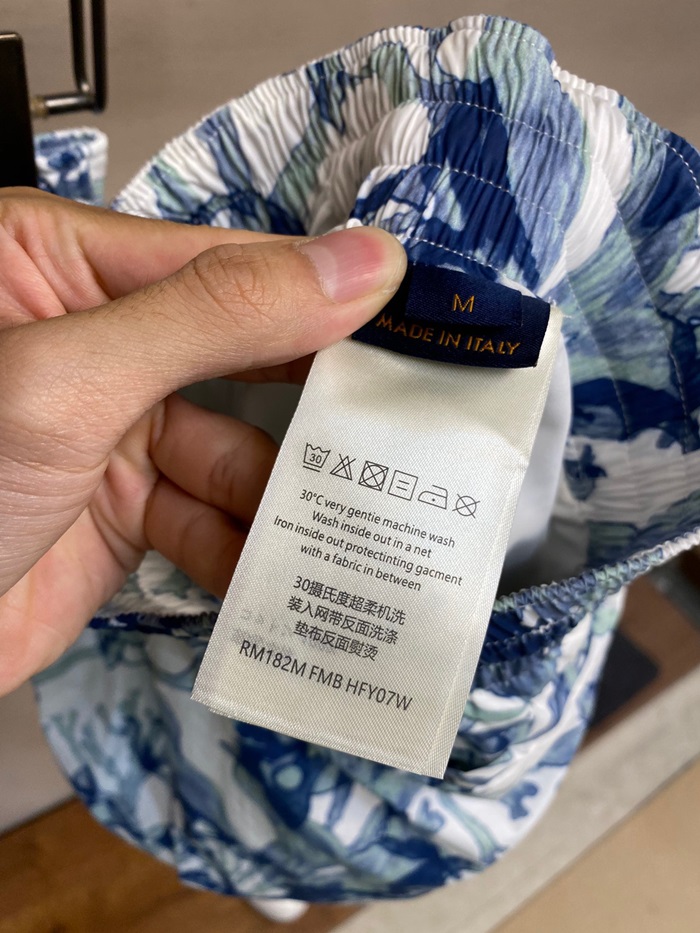 M
MADE IN ITALY
30
30°C very gentie machine wash
Wash inside out in a net
Iron inside out protectinting gacment
with a fabric in between
30摄氏度超柔机洗
装入网带反面洗涤
垫布反面熨烫
RM182M FMB HFY07W